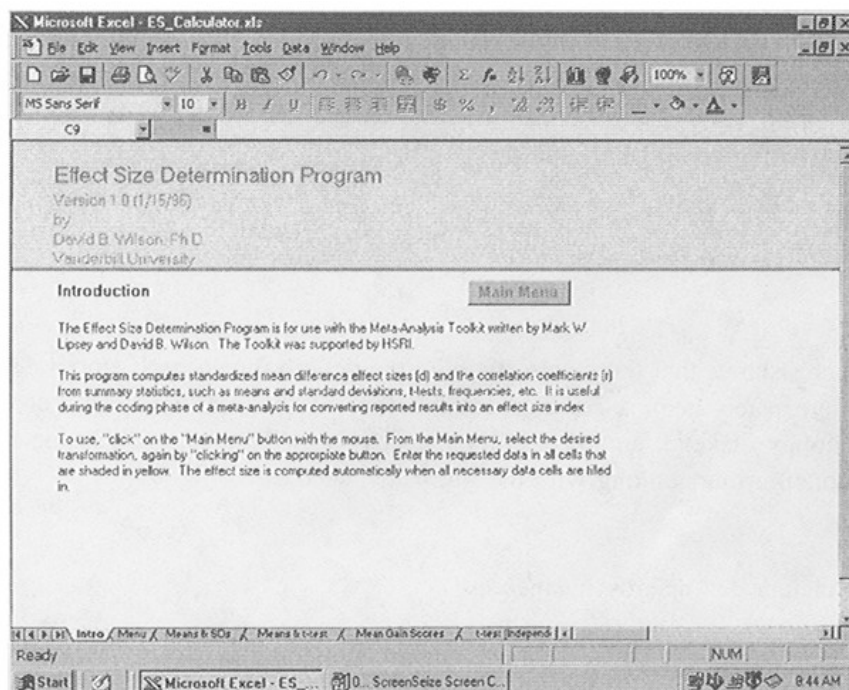 Microsoft Excel - ES_Calculator.xls
File Edit View Insert Format Tools Data Window Help
100%
MS Sans Serif 10 B I U $ % ,
C9 =
Effect Size Determination Program
Version 1.0 (1/15/96)
by
David B. Wilson, Ph.D.
Vanderbilt University
Introduction
Main Menu
The Effect Size Determination Program is for use with the Meta-Analysis Toolkit written by Mark W.
Lipsey and David B. Wilson. The Toolkit was supported by HSRI.
This program computes standardized mean difference effect sizes (d) and the correlation coefficients (r)
from summary statistics, such as means and standard deviations, t-tests, frequencies, etc. It is useful
during the coding phase of a meta-analysis for converting reported results into an effect size index
To use, "click" on the "Main Menu" button with the mouse. From the Main Menu, select the desired
transformation, again by "clicking" on the appropriate button. Enter the requested data in all cells that
are shaded in yellow. The effect size is computed automatically when all necessary data cells are filled
in.
Intro / Menu / Means & SDs / Means & t-test / Mean Gain Scores / t-test (Independ
Ready NUM
Start Microsoft Excel - ES_... ScreenSeize Screen C... 8:44 AM